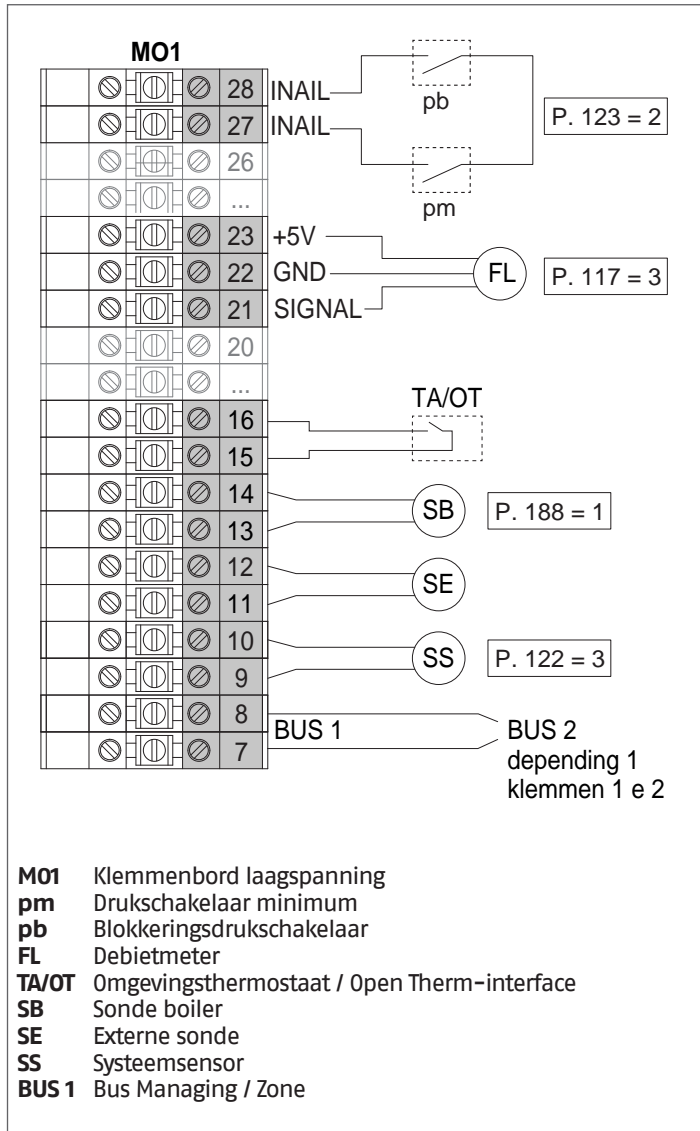 MO1
28 INAIL
pb
27 INAIL
P. 123 = 2
26
...
pm
23 +5V
22 GND
FL
P. 117 = 3
21 SIGNAL
20
...
TA/OT
16
15
14
SB
P. 188 = 1
13
12
SE
11
10
SS
P. 122 = 3
9
8
BUS 1
BUS 2
7
depending 1
klemmen 1 e 2
M01 Klemmenbord laagspanning
pm Drukschakelaar minimum
pb Blokkeringsdrukschakelaar
FL Debietmeter
TA/OT Omgevingsthermostaat / Open Therm-interface
SB Sonde boiler
SE Externe sonde
SS Systeemsensor
BUS 1 Bus Managing / Zone